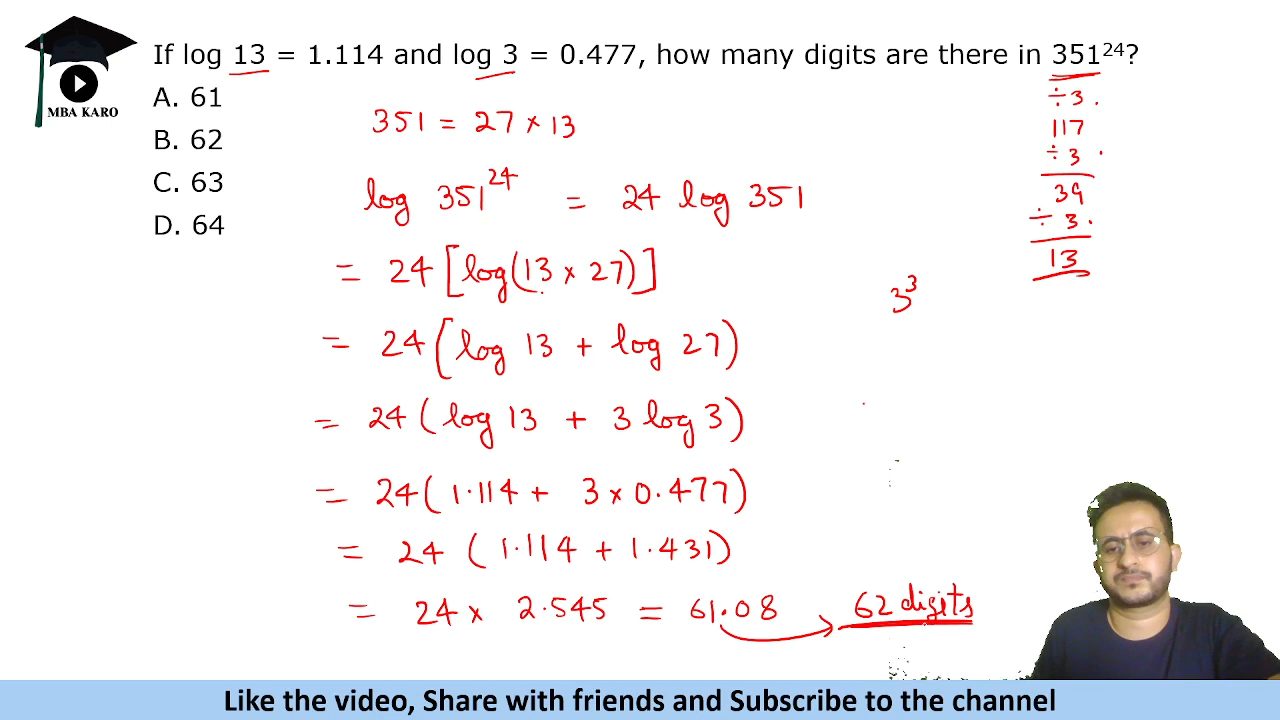 If log 13 = 1.114 and log 3 = 0.477, how many digits are there in 351²⁴?
MBA KARO
A. 61
B. 62
C. 63
D. 64
351 = 27 × 13
log 351²⁴ = 24 log 351
= 24 [log(13 × 27)]
= 24 (log 13 + log 27)
= 24 (log 13 + 3 log 3)
= 24 (1.114 + 3 × 0.477)
= 24 (1.114 + 1.431)
= 24 × 2.545 = 61.08 → 62 digits
÷ 3
117
÷ 3
39
÷ 3
13
3³
Like the video, Share with friends and Subscribe to the channel